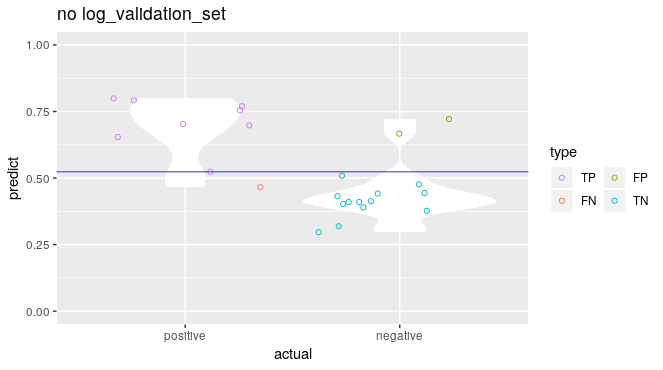 no log_validation_set
1.00
0.75
0.50
0.25
0.00
predict
positive
negative
actual
type
TP
FP
FN
TN